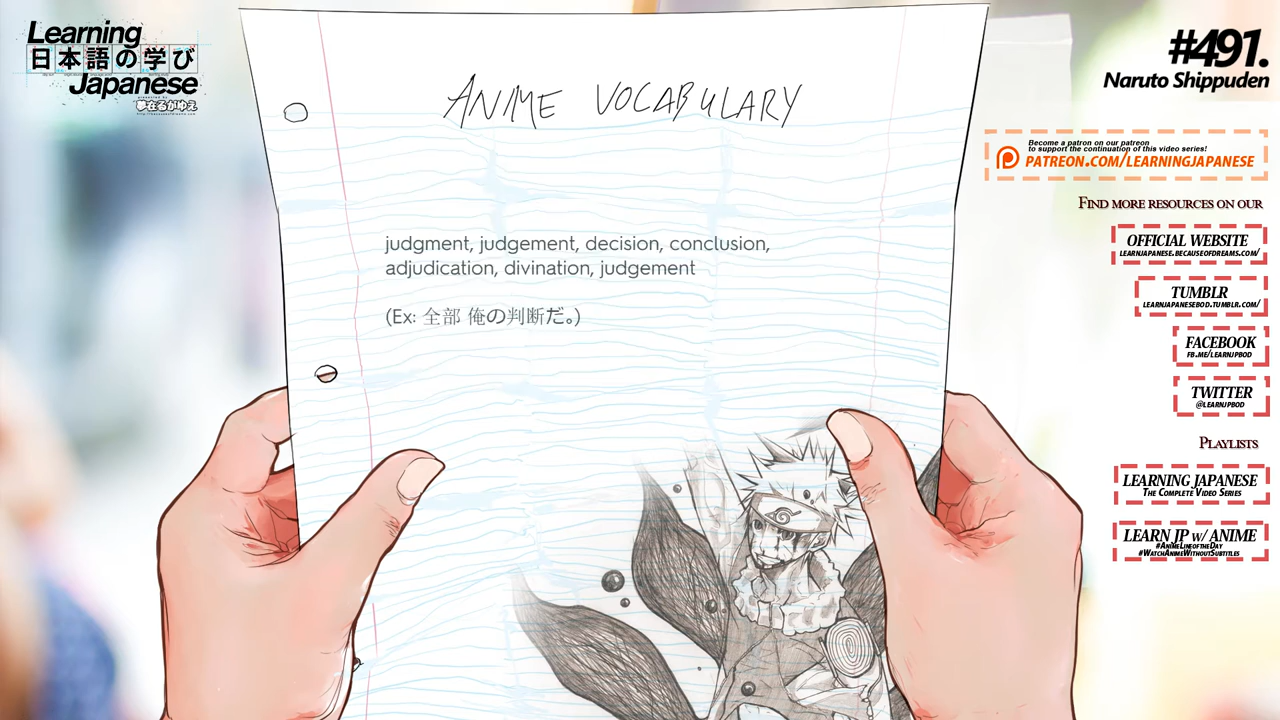 Learning
日本語の学び
Japanese
夢在るがゆえ
#491.
Naruto Shippuden
ANIME VOCABULARY
judgment, judgement, decision, conclusion,
adjudication, divination, judgement
(Ex: 全部 俺の判断だ。)
Become a patron on our patreon
to support the continuation of this video series!
PATREON.COM/LEARNINGJAPANESE
FIND MORE RESOURCES ON OUR
OFFICIAL WEBSITE
LEARNJAPANESE.BECAUSEOFDREAMS.COM/
TUMBLR
LEARNJAPANESEBOD.TUMBLR.COM/
FACEBOOK
FB.ME/LEARNJPBOD
TWITTER
@LEARNJPBOD
PLAYLISTS
LEARNING JAPANESE
THE COMPLETE VIDEO SERIES
LEARN JP W/ ANIME
#ANIMELINEOFTHEDAY
#WATCHANIMEWITHOUTSUBTITLES